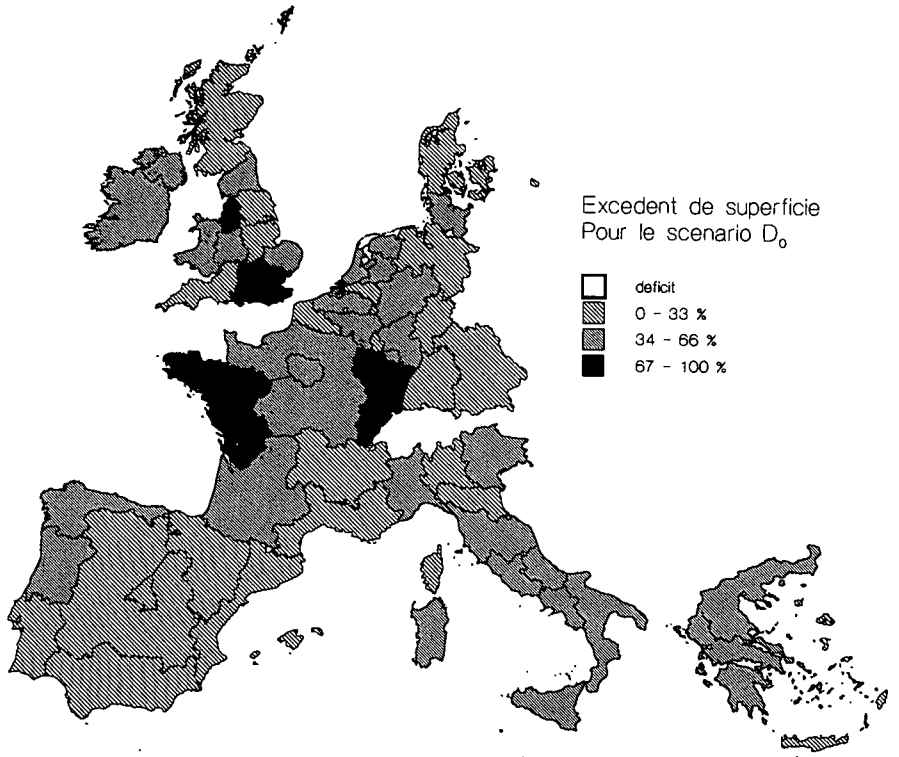 Excedent de superficie
Pour le scenario D₀
deficit
0 - 33 %
34 - 66 %
67 - 100 %